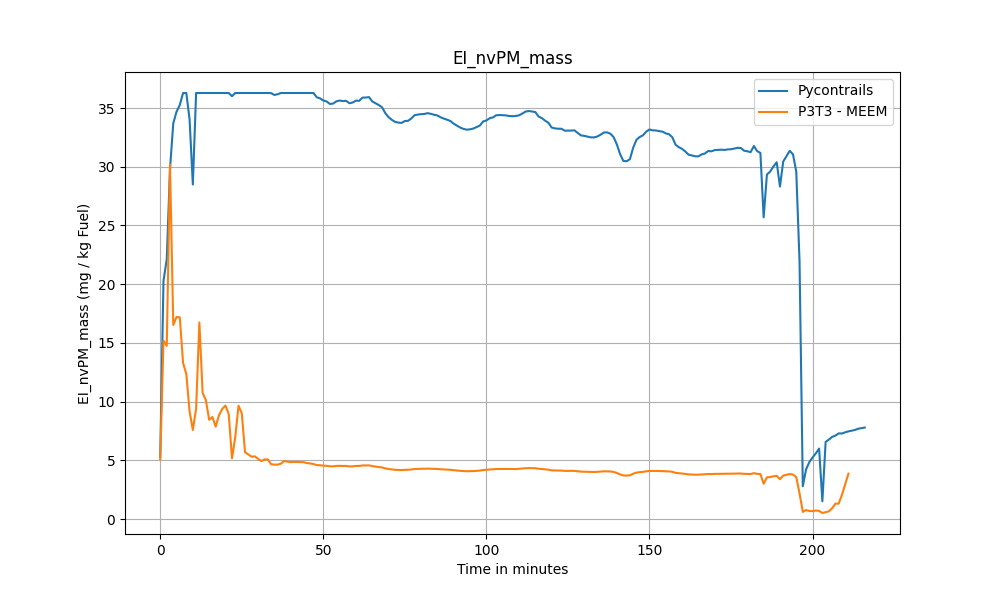 EI_nvPM_mass
Pycontrails
P3T3 - MEEM
EI_nvPM_mass (mg / kg Fuel)
35
30
25
20
15
10
5
0
0
50
100
150
200
Time in minutes